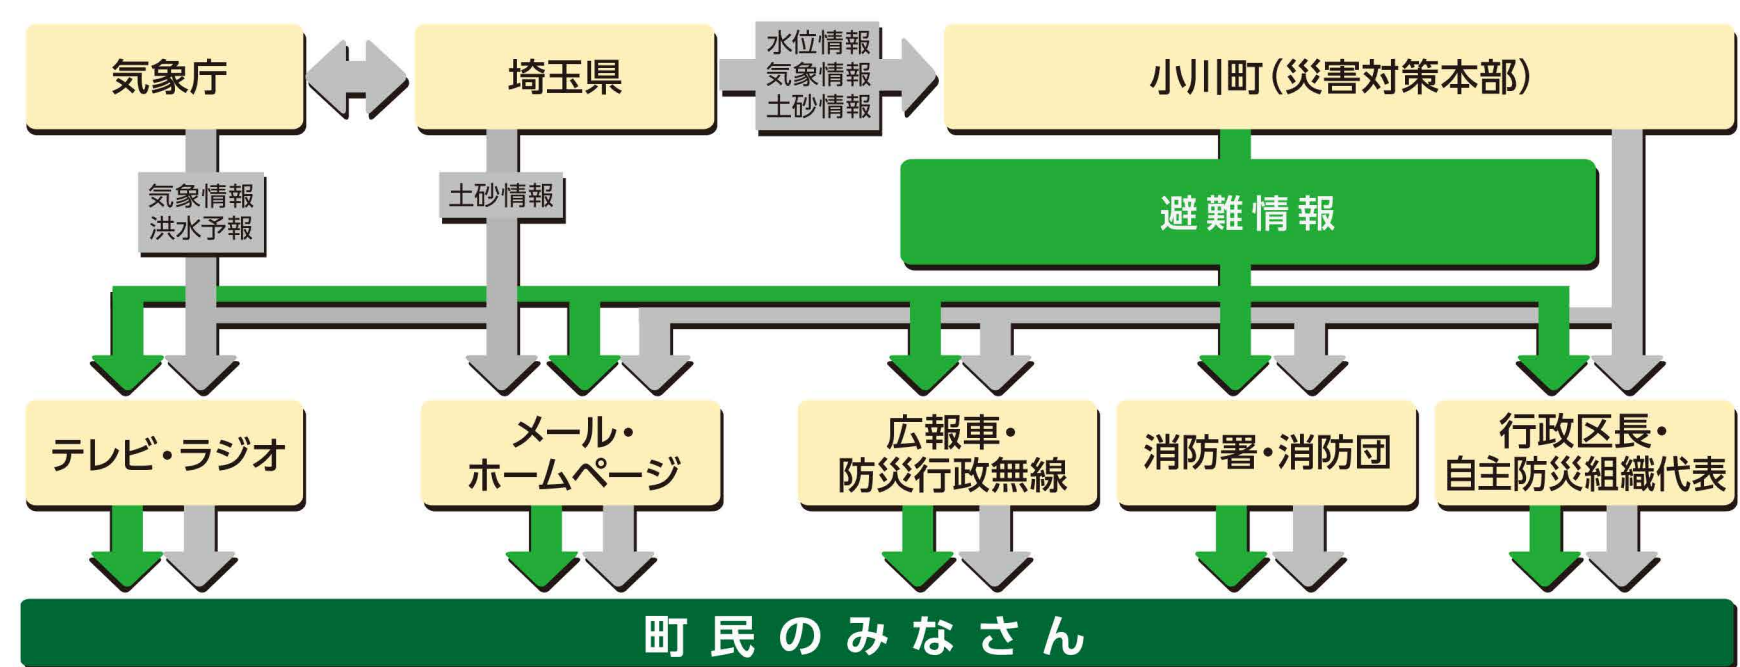 気象庁
埼玉県
水位情報
気象情報
土砂情報
小川町(災害対策本部)
気象情報
洪水予報
土砂情報
避難情報
テレビ・ラジオ
メール・
ホームページ
広報車・
防災行政無線
消防署・消防団
行政区長・
自主防災組織代表
町民のみなさん